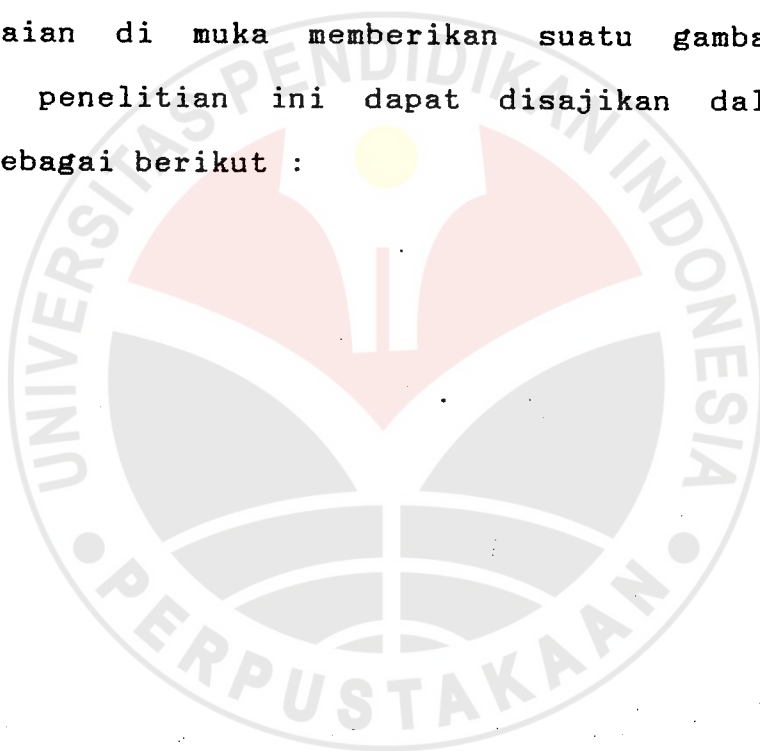 aian di muka memberikan suatu gamba
penelitian ini dapat disajikan dal
ebagai berikut :
UNIVERSITAS PENDIDIKAN INDONESIA
PERPUSTAKAAN